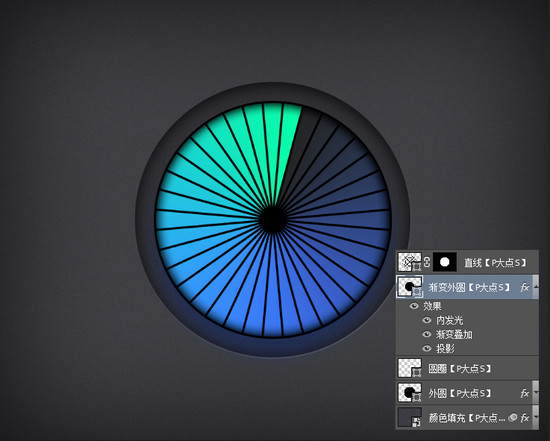 直线【P大点S】
渐变外圆【P大点S】 fx
效果
内发光
渐变叠加
投影
圆圈【P大点S】
外圆【P大点S】 fx
颜色填充【P大点... fx